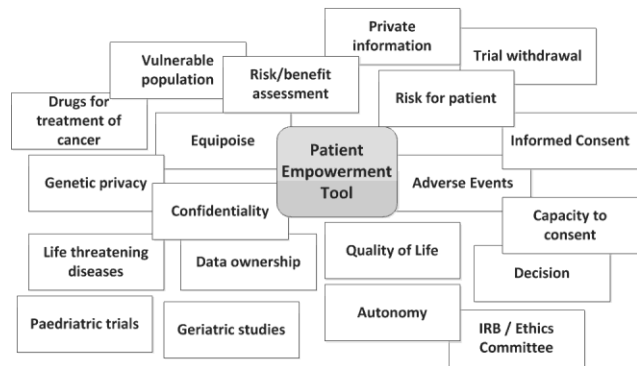 Private
information
Trial withdrawal
Vulnerable
population
Risk/benefit
assessment
Risk for patient
Drugs for
treatment of
cancer
Equipoise
Patient
Empowerment
Tool
Informed Consent
Genetic privacy
Adverse Events
Confidentiality
Capacity to
consent
Life threatening
diseases
Data ownership
Quality of Life
Decision
Paedriatric trials
Geriatric studies
Autonomy
IRB / Ethics
Committee